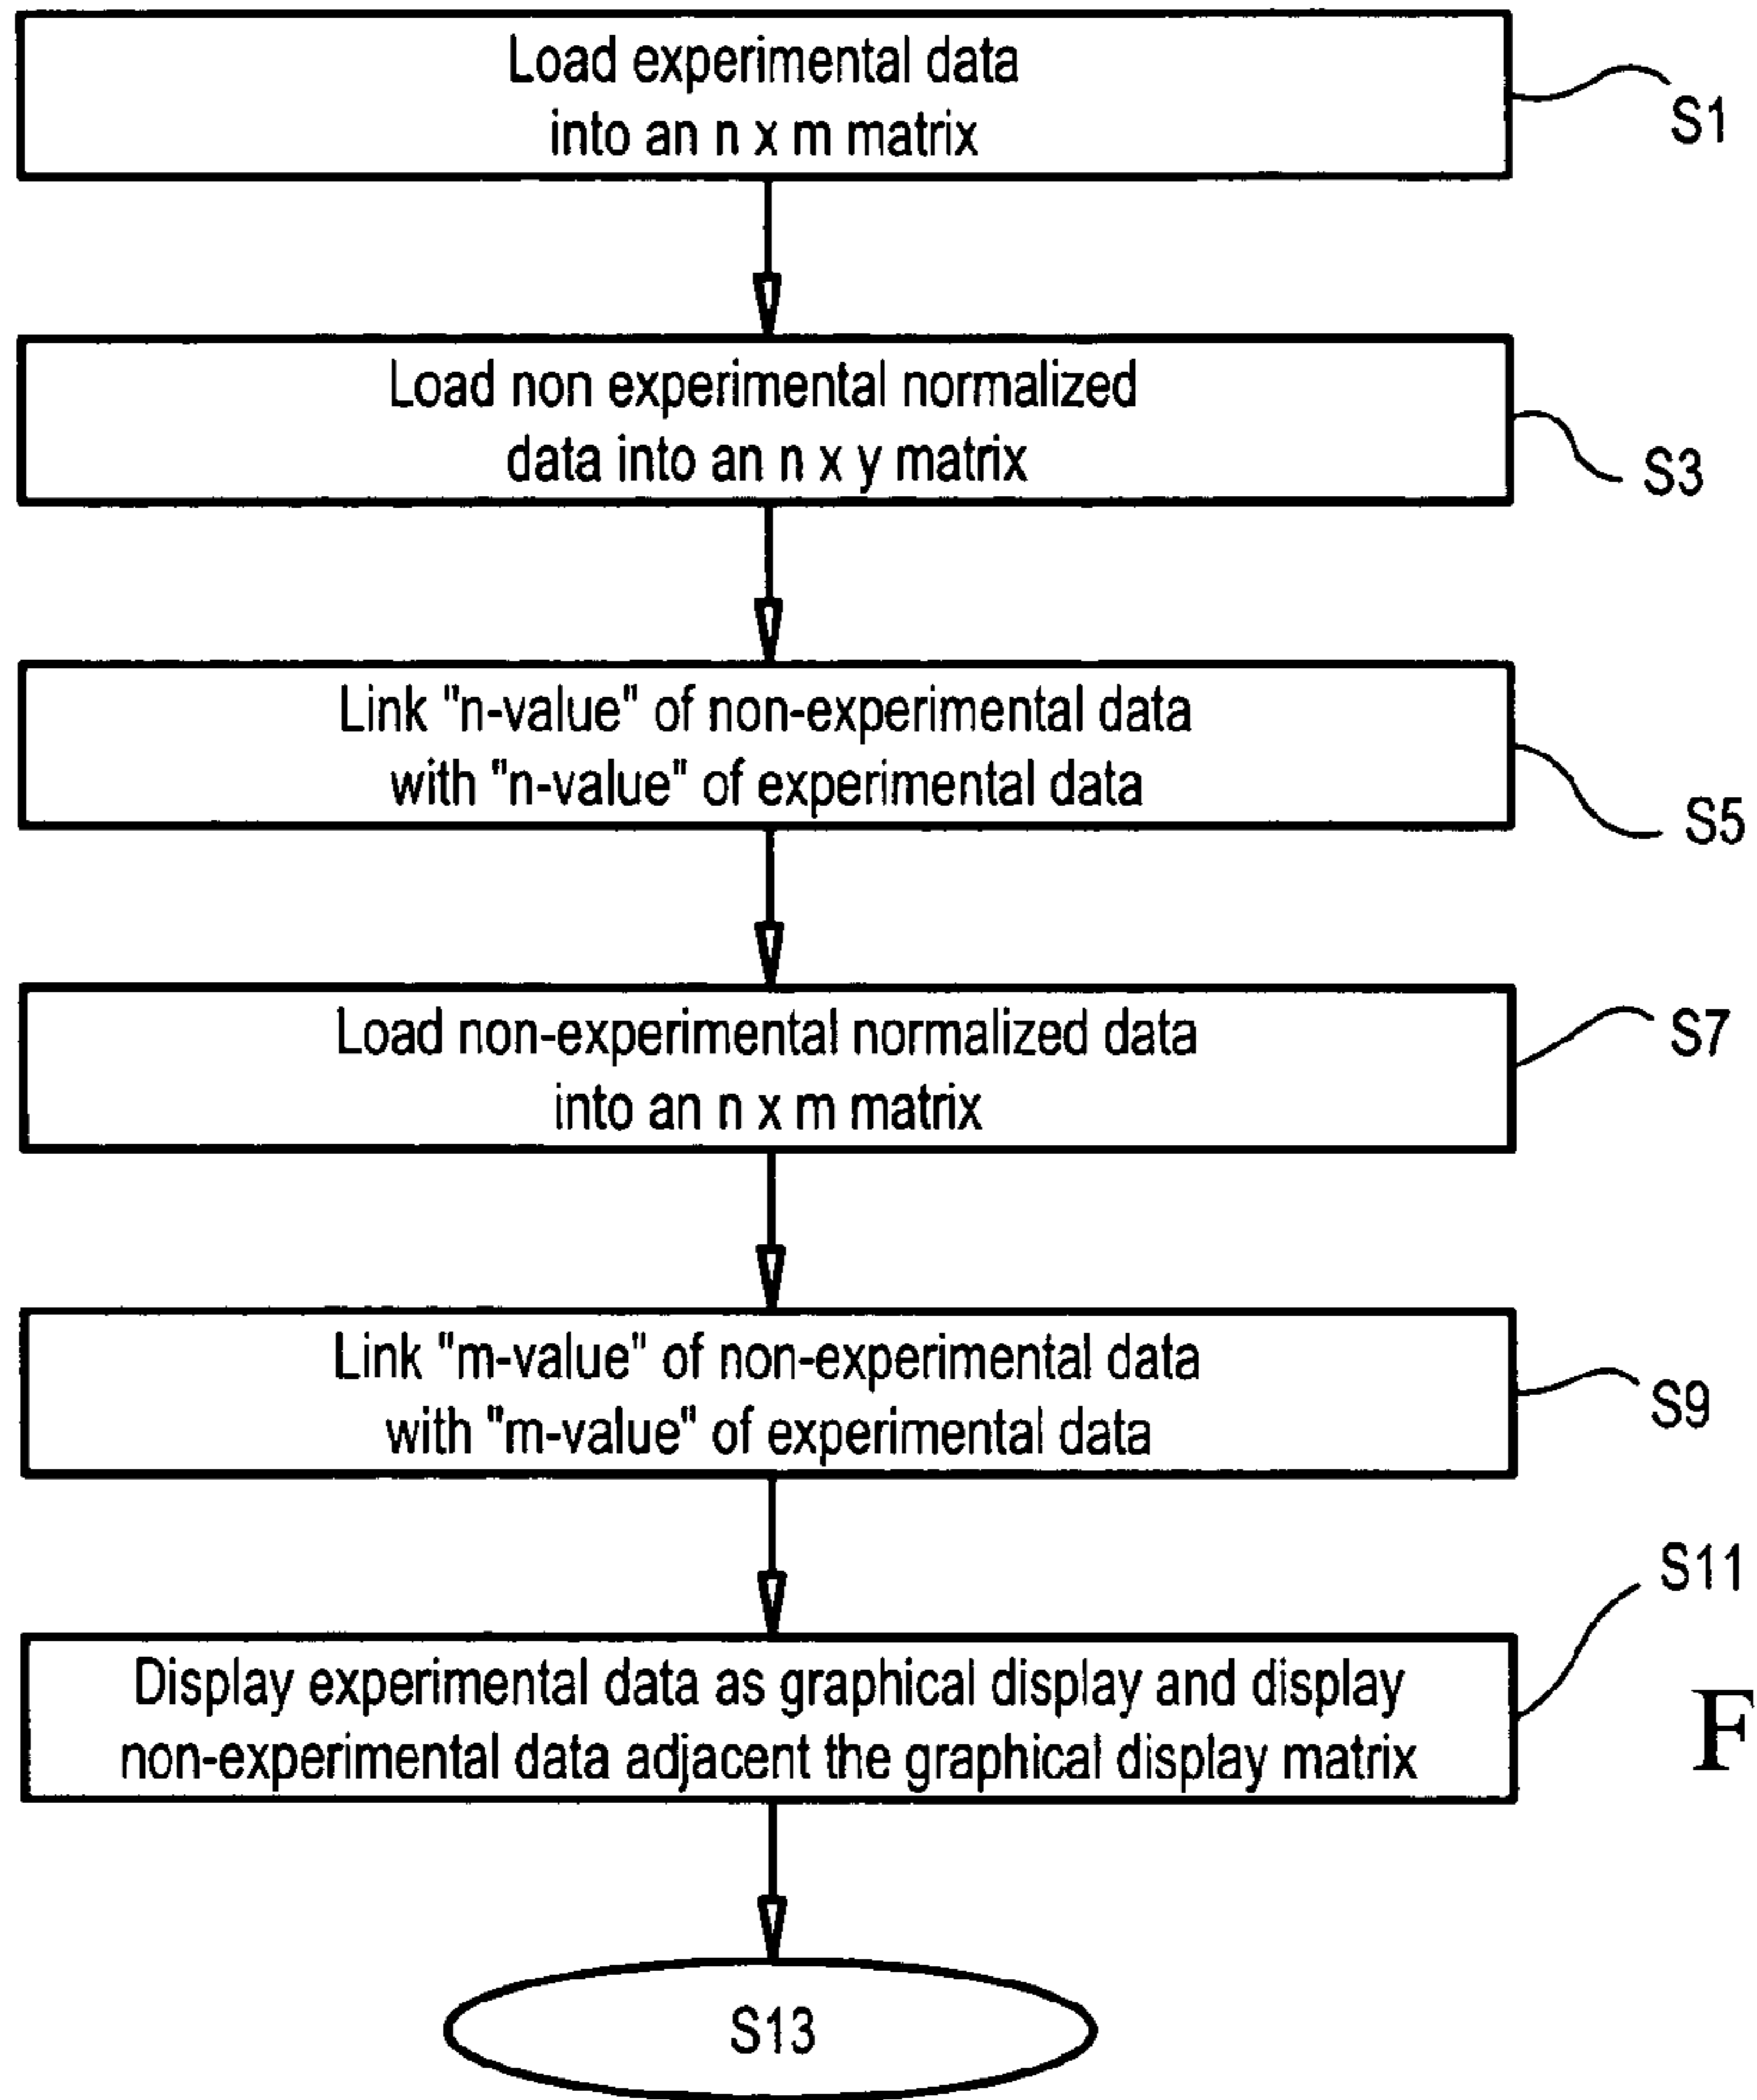 Load experimental data
into an n x m matrix
S1
Load non experimental normalized
data into an n x y matrix
S3
Link "n-value" of non-experimental data
with "n-value" of experimental data
S5
Load non-experimental normalized data
into an n x m matrix
S7
Link "m-value" of non-experimental data
with "m-value" of experimental data
S9
S11
Display experimental data as graphical display and display
non-experimental data adjacent the graphical display matrix
F
S13